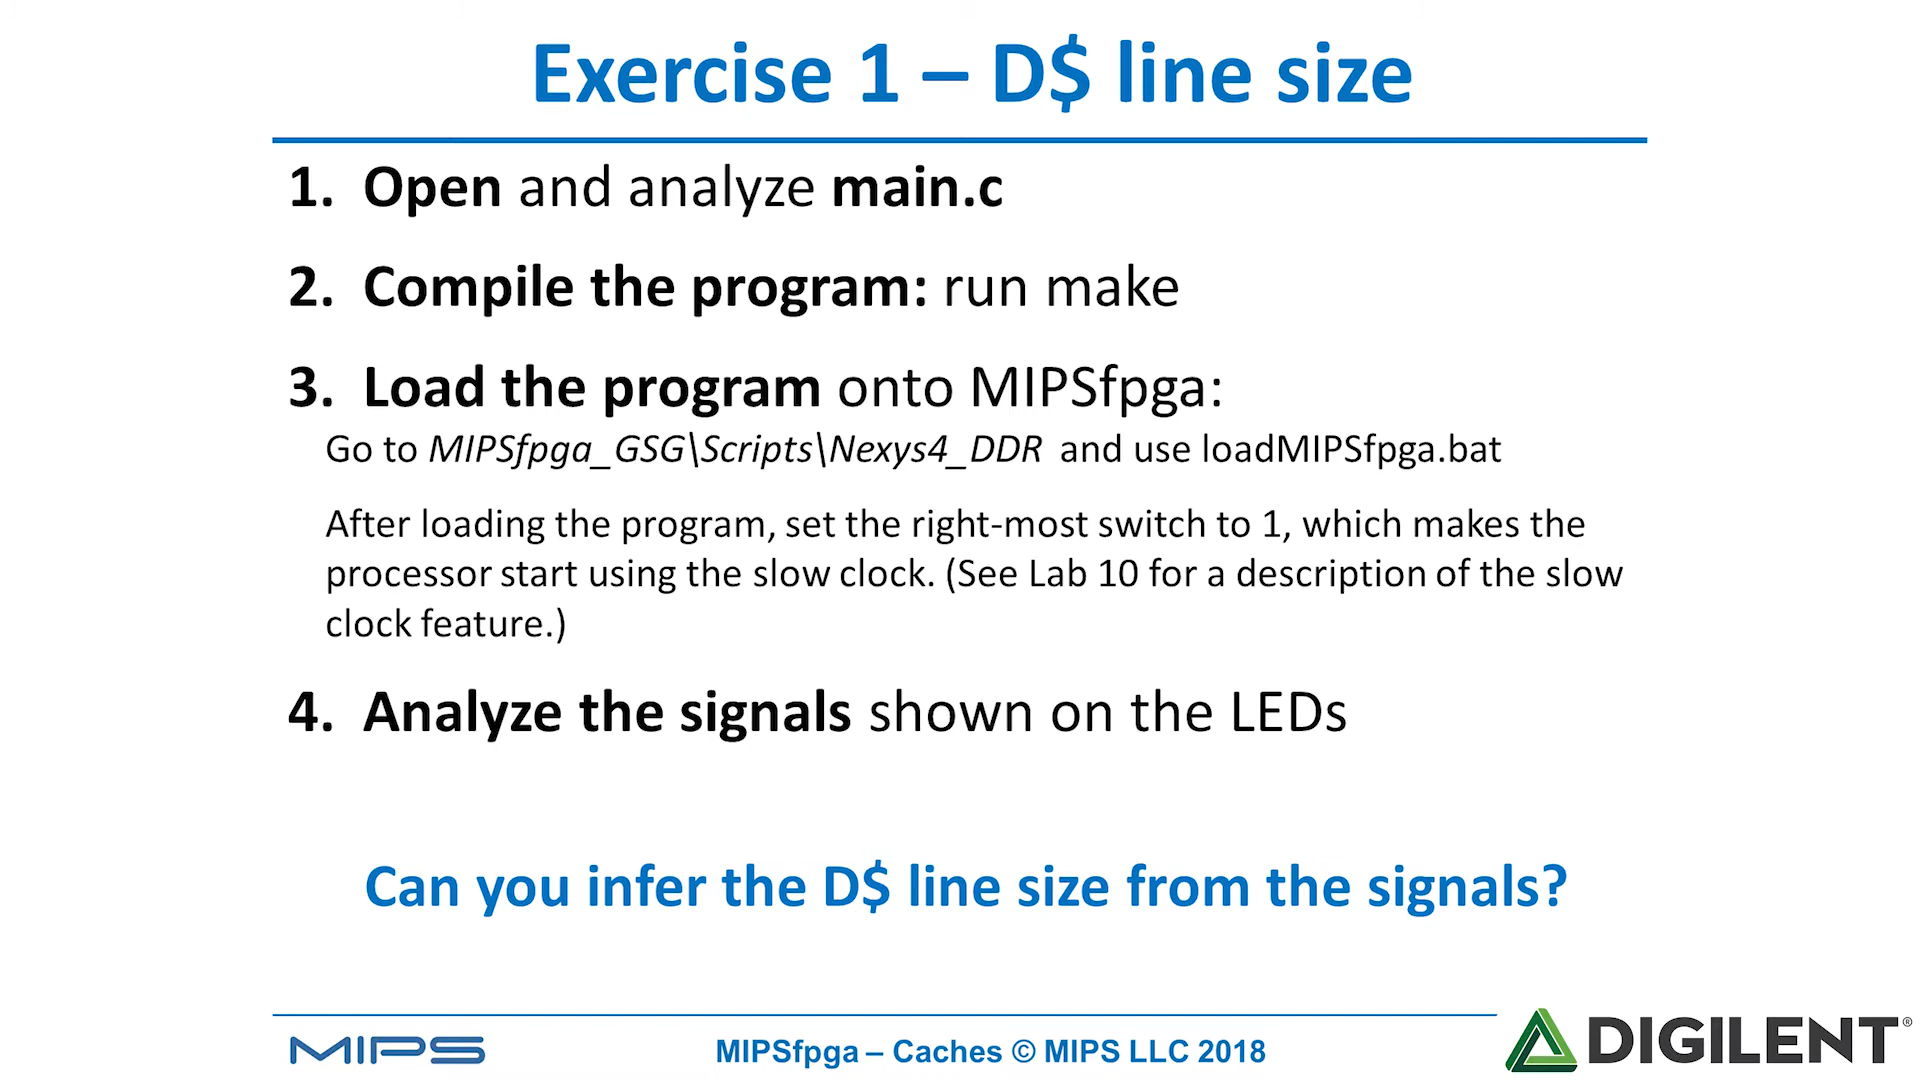 Exercise 1 – D$ line size
1. Open and analyze main.c
2. Compile the program: run make
3. Load the program onto MIPSfpga:
Go to MIPSfpga_GSG\Scripts\Nexys4_DDR and use loadMIPSfpga.bat
After loading the program, set the right-most switch to 1, which makes the
processor start using the slow clock. (See Lab 10 for a description of the slow
clock feature.)
4. Analyze the signals shown on the LEDs
Can you infer the D$ line size from the signals?
MIPS
MIPSfpga – Caches © MIPS LLC 2018
DIGILENT®